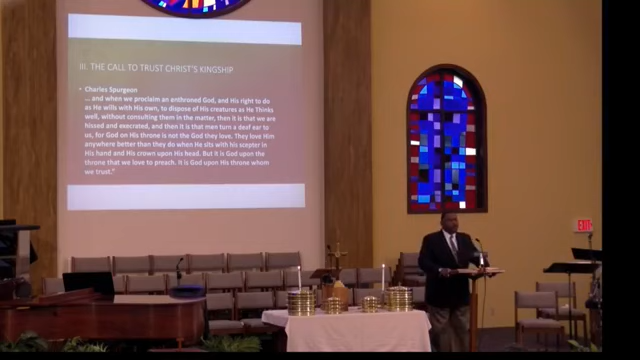 III. THE CALL TO TRUST CHRIST'S KINGSHIP
• Charles Spurgeon
… and when we proclaim an enthroned God, and His right to do
as He wills with His own, to dispose of His creatures as He Thinks
well, without consulting them in the matter, then it is that we are
hissed and execrated, and then it is that men turn a deaf ear to
us, for God on His throne is not the God they love. They love Him
anywhere better than they do when He sits with his scepter in
His hand and His crown upon His head. But it is God upon the
throne that we love to preach. It is God upon His throne whom
we trust."
EXIT